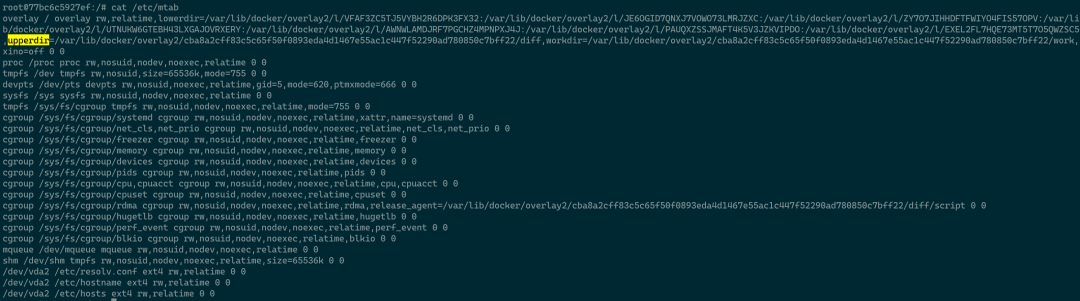 root@77bc6c5927ef:/# cat /etc/mtab
overlay / overlay rw,relatime,lowerdir=/var/lib/docker/overlay2/l/VFAF3ZC5TJ5VYBH2R6DPK3FX32:/var/lib/docker/overlay2/l/JE6OGID7QNXJ7VOWO73LMRJZXC:/var/lib/docker/overlay2/l/ZY7O7JIHHDFTFWIYO4FIS57OPV:/var/li
b/docker/overlay2/l/UTNUKW6GTEBH43LXGAJOVRXERY:/var/lib/docker/overlay2/l/AWNWLAMDJRF7PGCHZ4MPNPXJ4J:/var/lib/docker/overlay2/l/PAUQXZSSJMAFT4K5V3JZKVIPDO:/var/lib/docker/overlay2/l/EXEL2FL7HQE73MT5T7O5QWZSC5
,upperdir=/var/lib/docker/overlay2/cba8a2cff83c5c65f50f0893eda4d1467e55ac1c447f52290ad780850c7bff22/diff,workdir=/var/lib/docker/overlay2/cba8a2cff83c5c65f50f0893eda4d1467e55ac1c447f52290ad780850c7bff22/work,
xino=off 0 0
proc /proc proc rw,nosuid,nodev,noexec,relatime 0 0
tmpfs /dev tmpfs rw,nosuid,size=65536k,mode=755 0 0
devpts /dev/pts devpts rw,nosuid,noexec,relatime,gid=5,mode=620,ptmxmode=666 0 0
sysfs /sys sysfs rw,nosuid,nodev,noexec,relatime 0 0
tmpfs /sys/fs/cgroup tmpfs rw,nosuid,nodev,noexec,relatime,mode=755 0 0
cgroup /sys/fs/cgroup/systemd cgroup rw,nosuid,nodev,noexec,relatime,xattr,name=systemd 0 0
cgroup /sys/fs/cgroup/net_cls,net_prio cgroup rw,nosuid,nodev,noexec,relatime,net_cls,net_prio 0 0
cgroup /sys/fs/cgroup/freezer cgroup rw,nosuid,nodev,noexec,relatime,freezer 0 0
cgroup /sys/fs/cgroup/memory cgroup rw,nosuid,nodev,noexec,relatime,memory 0 0
cgroup /sys/fs/cgroup/devices cgroup rw,nosuid,nodev,noexec,relatime,devices 0 0
cgroup /sys/fs/cgroup/pids cgroup rw,nosuid,nodev,noexec,relatime,pids 0 0
cgroup /sys/fs/cgroup/cpu,cpuacct cgroup rw,nosuid,nodev,noexec,relatime,cpu,cpuacct 0 0
cgroup /sys/fs/cgroup/cpuset cgroup rw,nosuid,nodev,noexec,relatime,cpuset 0 0
cgroup /sys/fs/cgroup/rdma cgroup rw,nosuid,nodev,noexec,relatime,rdma,release_agent=/var/lib/docker/overlay2/cba8a2cff83c5c65f50f0893eda4d1467e55ac1c447f52290ad780850c7bff22/diff/script 0 0
cgroup /sys/fs/cgroup/hugetlb cgroup rw,nosuid,nodev,noexec,relatime,hugetlb 0 0
cgroup /sys/fs/cgroup/perf_event cgroup rw,nosuid,nodev,noexec,relatime,perf_event 0 0
cgroup /sys/fs/cgroup/blkio cgroup rw,nosuid,nodev,noexec,relatime,blkio 0 0
mqueue /dev/mqueue mqueue rw,nosuid,nodev,noexec,relatime 0 0
shm /dev/shm tmpfs rw,nosuid,nodev,noexec,relatime,size=65536k 0 0
/dev/vda2 /etc/resolv.conf ext4 rw,relatime 0 0
/dev/vda2 /etc/hostname ext4 rw,relatime 0 0
/dev/vda2 /etc/hosts ext4 rw,relatime 0 0